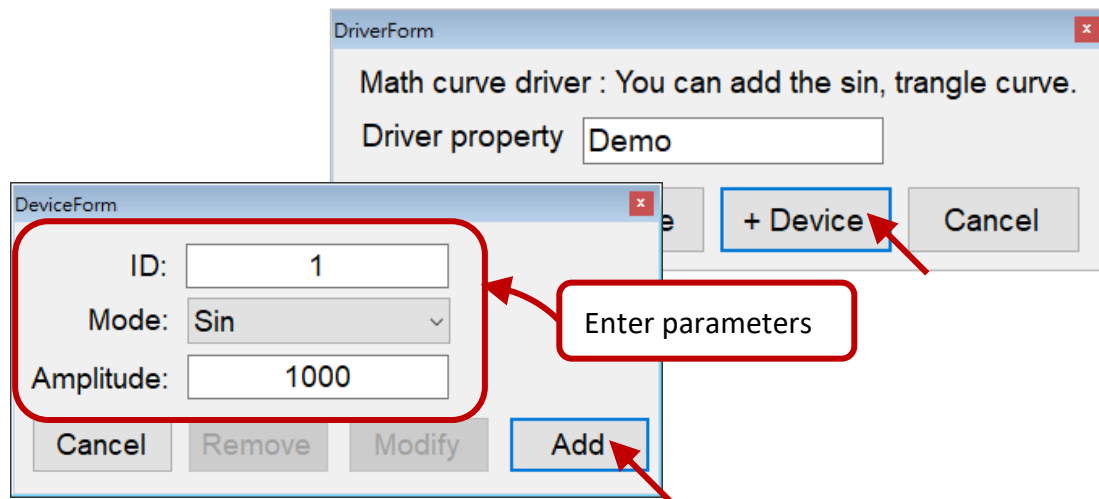 DriverForm
x
Math curve driver : You can add the sin, trangle curve.
Driver property Demo
e + Device Cancel
DeviceForm
x
ID: 1
Mode: Sin
Amplitude: 1000
Enter parameters
Cancel Remove Modify Add